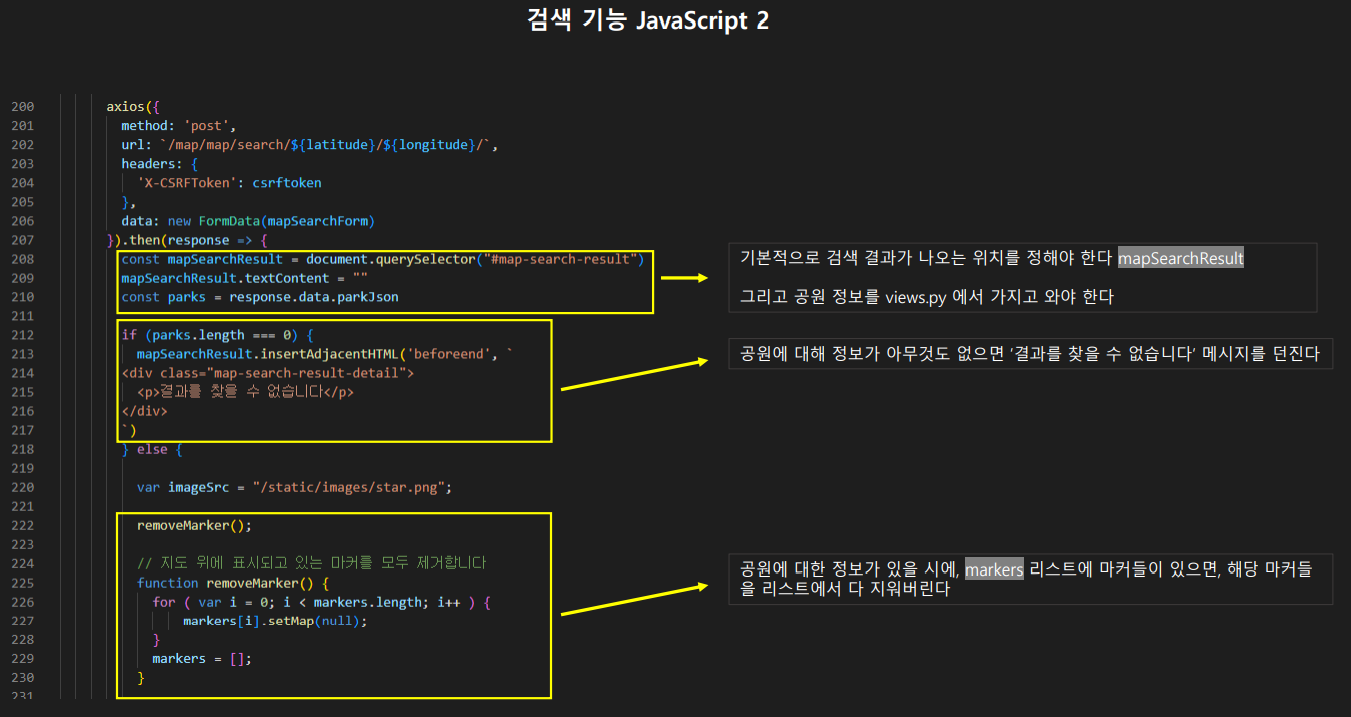 검색 기능 JavaScript 2
200 axios({
201 method: 'post',
202 url: `/map/map/search/${latitude}/${longitude}/`,
203 headers: {
204 'X-CSRFToken': csrftoken
205 },
206 data: new FormData(mapSearchForm)
207 }).then(response => {
208 const mapSearchResult = document.querySelector("#map-search-result")
209 mapSearchResult.textContent = ""
210 const parks = response.data.parkJson
211
212 if (parks.length === 0) {
213 mapSearchResult.insertAdjacentHTML('beforeend', `
214 <div class="map-search-result-detail">
215 <p>결과를 찾을 수 없습니다</p>
216 </div>
217 `)
218 } else {
219
220 var imageSrc = "/static/images/star.png";
221
222 removeMarker();
223
224 // 지도 위에 표시되고 있는 마커를 모두 제거합니다
225 function removeMarker() {
226 for ( var i = 0; i < markers.length; i++ ) {
227 markers[i].setMap(null);
228 }
229 markers = [];
230 }
231
기본적으로 검색 결과가 나오는 위치를 정해야 한다 mapSearchResult
그리고 공원 정보를 views.py 에서 가지고 와야 한다
공원에 대해 정보가 아무것도 없으면 '결과를 찾을 수 없습니다' 메시지를 던진다
공원에 대한 정보가 있을 시에, markers 리스트에 마커들이 있으면, 해당 마커들
을 리스트에서 다 지워버린다